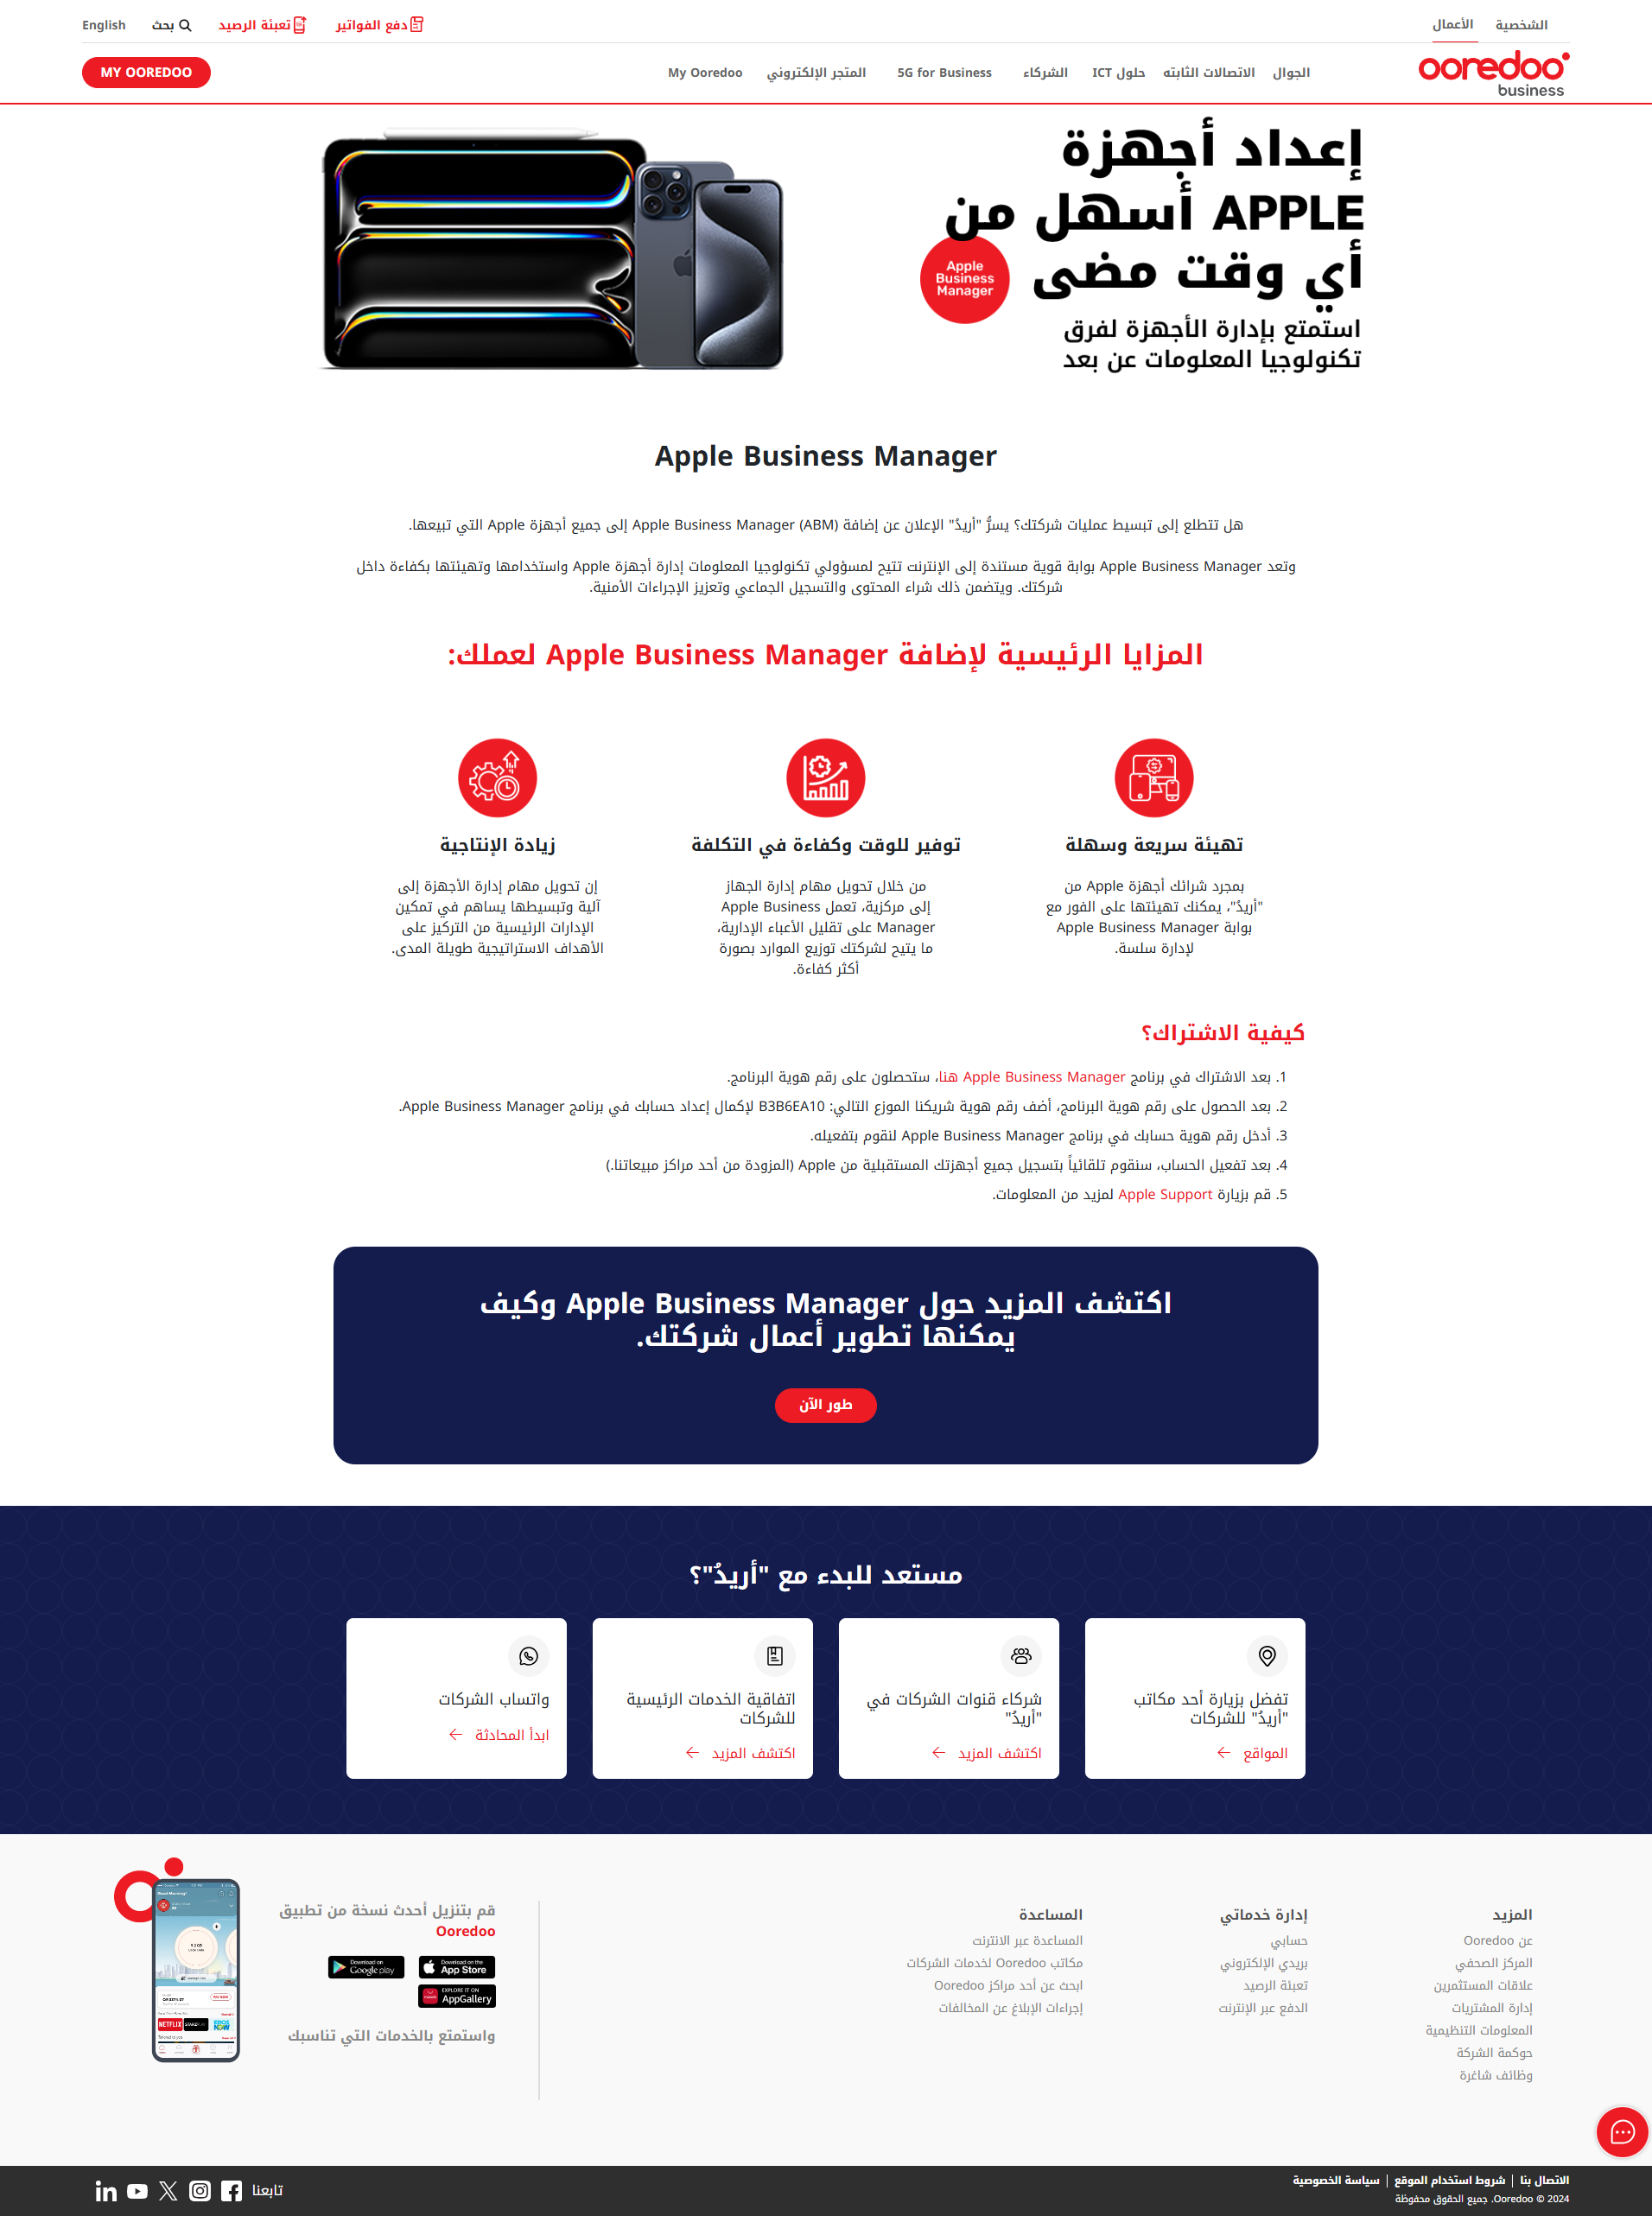 الشخصية
الأعمال
دفع الفواتير
تعبئة الرصيد
بحث
English
ooredoo
business
الجوال
الاتصالات الثابته
حلول ICT
الشركاء
5G for Business
المتجر الإلكتروني
My Ooredoo
MY OOREDOO
إعداد أجهزة
APPLE أسهل من
أي وقت مضى
Apple
Business
Manager
استمتع بإدارة الأجهزة لفرق
تكنولوجيا المعلومات عن بعد
Apple Business Manager
هل تتطلع إلى تبسيط عمليات شركتك؟ يسرُّ "أريدُ" الإعلان عن إضافة Apple Business Manager (ABM) إلى جميع أجهزة Apple التي تبيعها.
وتعد Apple Business Manager بوابة قوية مستندة إلى الإنترنت تتيح لمسؤولي تكنولوجيا المعلومات إدارة أجهزة Apple واستخدامها وتهيئتها بكفاءة داخل
شركتك. ويتضمن ذلك شراء المحتوى والتسجيل الجماعي وتعزيز الإجراءات الأمنية.
المزايا الرئيسية لإضافة Apple Business Manager لعملك:
تهيئة سريعة وسهلة
بمجرد شرائك أجهزة Apple من
"أريدُ"، يمكنك تهيئتها على الفور مع
بوابة Apple Business Manager
لإدارة سلسة.
توفير للوقت وكفاءة في التكلفة
من خلال تحويل مهام إدارة الجهاز
إلى مركزية، تعمل Apple Business
Manager على تقليل الأعباء الإدارية،
ما يتيح لشركتك توزيع الموارد بصورة
أكثر كفاءة.
زيادة الإنتاجية
إن تحويل مهام إدارة الأجهزة إلى
آلية وتبسيطها يساهم في تمكين
الإدارات الرئيسية من التركيز على
الأهداف الاستراتيجية طويلة المدى.
كيفية الاشتراك؟
1. بعد الاشتراك في برنامج Apple Business Manager هنا، ستحصلون على رقم هوية البرنامج.
2. بعد الحصول على رقم هوية البرنامج، أضف رقم هوية شريكنا الموزع التالي: B3B6EA10 لإكمال إعداد حسابك في برنامج Apple Business Manager.
3. أدخل رقم هوية حسابك في برنامج Apple Business Manager لنقوم بتفعيله.
4. بعد تفعيل الحساب، سنقوم تلقائياً بتسجيل جميع أجهزتك المستقبلية من Apple (المزودة من أحد مراكز مبيعاتنا.)
5. قم بزيارة Apple Support لمزيد من المعلومات.
اكتشف المزيد حول Apple Business Manager وكيف
يمكنها تطوير أعمال شركتك.
طور الآن
مستعد للبدء مع "أريدُ"؟
تفضل بزيارة أحد مكاتب
"أريدُ" للشركات
المواقع
شركاء قنوات الشركات في
"أريدُ"
اكتشف المزيد
اتفاقية الخدمات الرئيسية
للشركات
اكتشف المزيد
واتساب الشركات
ابدأ المحادثة
المزيد
عن Ooredoo
المركز الصحفي
علاقات المستثمرين
إدارة المشتريات
المعلومات التنظيمية
حوكمة الشركة
وظائف شاغرة
إدارة خدماتي
حسابي
بريدي الإلكتروني
تعبئة الرصيد
الدفع عبر الإنترنت
المساعدة
المساعدة عبر الانترنت
مكاتب Ooredoo لخدمات الشركات
ابحث عن أحد مراكز Ooredoo
إجراءات الإبلاغ عن المخالفات
قم بتنزيل أحدث نسخة من تطبيق
Ooredoo
Download on the
App Store
Download on
Google play
EXPLORE IT ON
AppGallery
واستمتع بالخدمات التي تناسبك
NETFLIX
الاتصال بنا | شروط استخدام الموقع | سياسة الخصوصية
Ooredoo © 2024. جميع الحقوق محفوظة
تابعنا